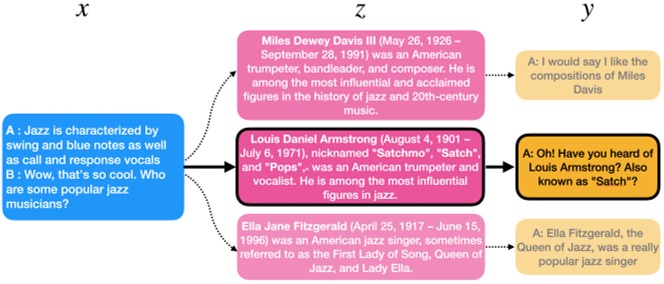 x
z
y
A : Jazz is characterized by
swing and blue notes as well
as call and response vocals
B : Wow, that's so cool. Who
are some popular jazz
musicians?
Miles Dewey Davis III (May 26, 1926 –
September 28, 1991) was an American
trumpeter, bandleader, and composer. He is
among the most influential and acclaimed
figures in the history of jazz and 20th-century
music.
A: I would say I like the
compositions of Miles
Davis
Louis Daniel Armstrong (August 4, 1901 –
July 6, 1971), nicknamed "Satchmo", "Satch",
and "Pops",. was an American trumpeter and
vocalist. He is among the most influential
figures in jazz.
A: Oh! Have you heard of
Louis Armstrong? Also
known as "Satch"?
Ella Jane Fitzgerald (April 25, 1917 – June 15,
1996) was an American jazz singer, sometimes
referred to as the First Lady of Song, Queen of
Jazz, and Lady Ella.
A: Ella Fitzgerald, the
Queen of Jazz, was a really
popular jazz singer